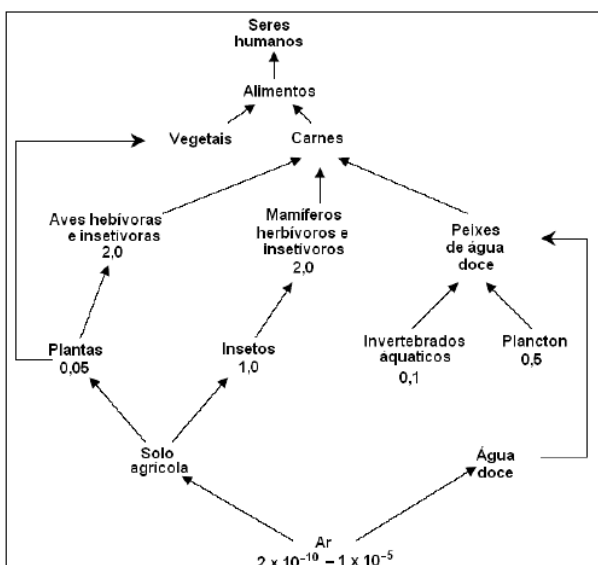 Seres
humanos
Alimentos
Vegetais
Carnes
Aves hebívoras
e insetívoras
2,0
Mamíferos
herbívoros e
insetívoros
2,0
Peixes
de água
doce
Plantas
0,05
Insetos
1,0
Invertebrados
áquaticos
0,1
Plancton
0,5
Solo
agrícola
Água
doce
Ar
2 x 10⁻¹⁰ – 1 x 10⁻⁵